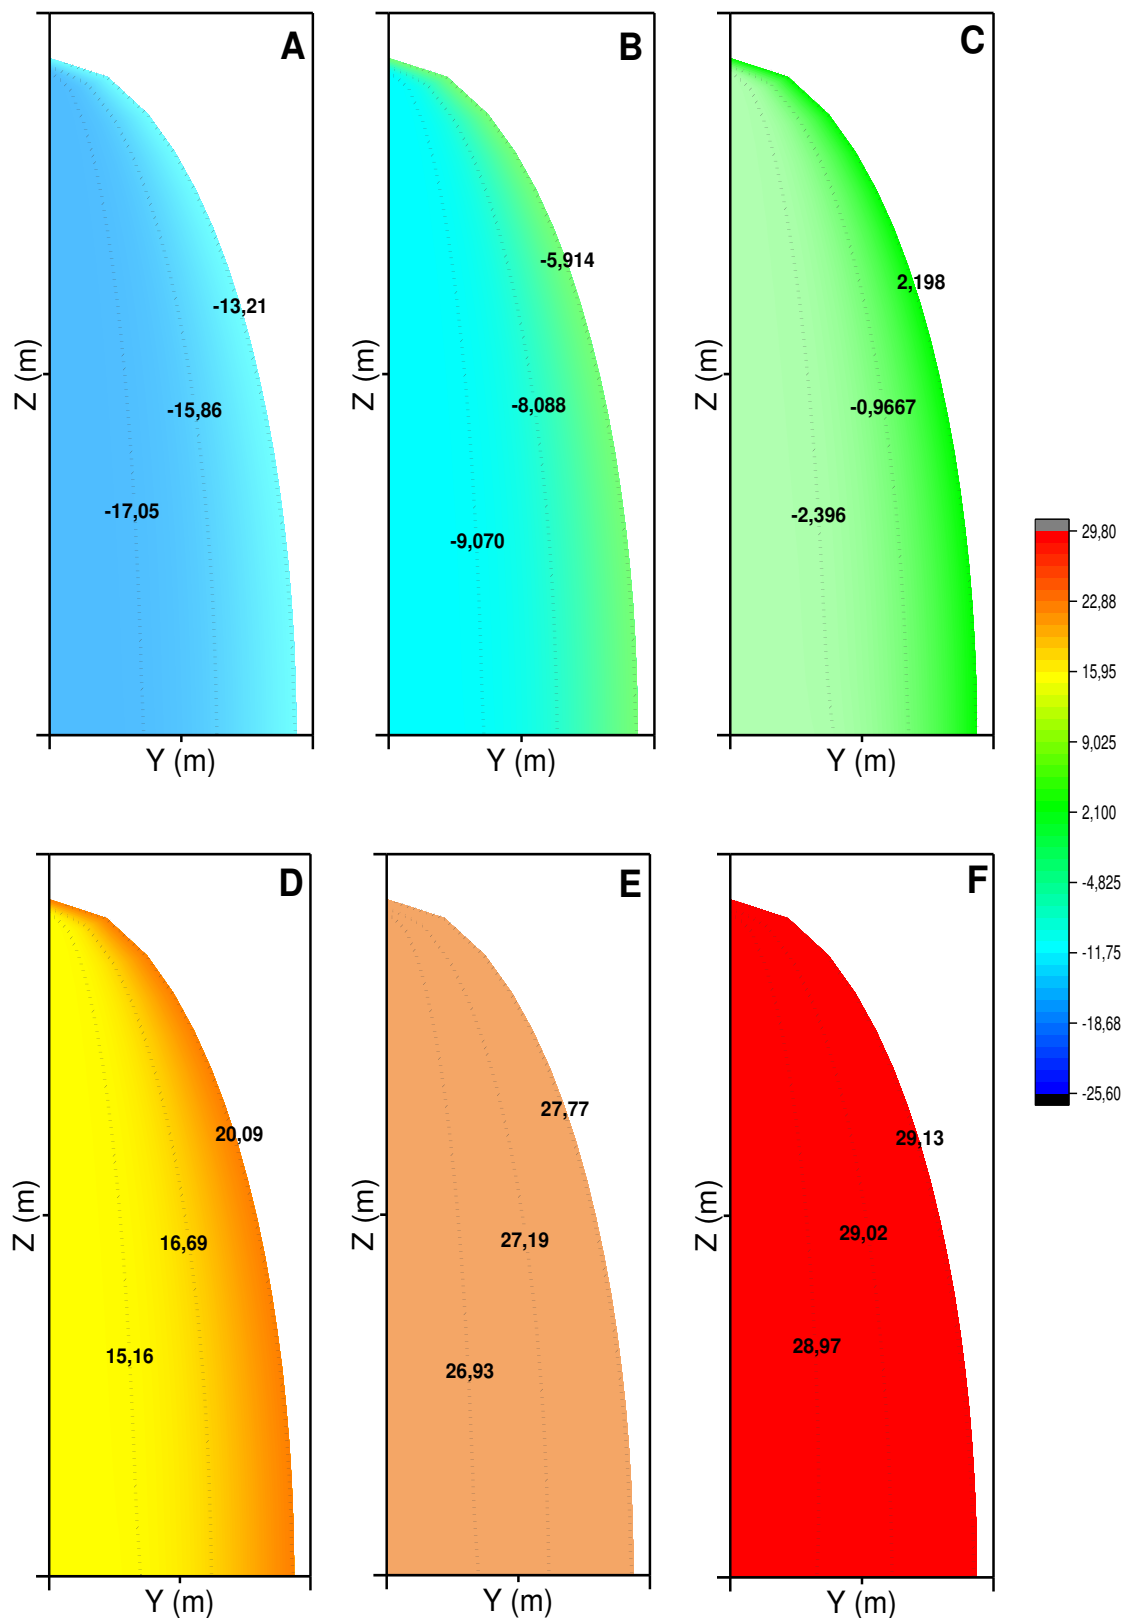 A
-13,21
-15,86
-17,05
Z (m)
Y (m)
B
-5,914
-8,088
-9,070
Z (m)
Y (m)
C
2,198
-0,9667
-2,396
Z (m)
Y (m)
29,80
22,88
15,95
9,025
2,100
-4,825
-11,75
-18,68
-25,60
D
20,09
16,69
15,16
Z (m)
Y (m)
E
27,77
27,19
26,93
Z (m)
Y (m)
F
29,13
29,02
28,97
Z (m)
Y (m)